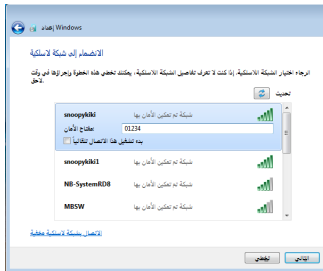 إعداد Windows
الانضمام إلى شبكة لاسلكية
الرجاء اختيار الشبكة اللاسلكية. إذا كنت لا تعرف تفاصيل الشبكة اللاسلكية، يمكنك تخطي هذه الخطوة وإجراؤها في وقت
لاحق.
تحديث
snoopykiki شبكة تم تمكين الأمان بها
مفتاح الأمان 01234
بدء تشغيل هذا الاتصال تلقائياً
snoopykiki1 شبكة تم تمكين الأمان بها
NB-SystemRD8 شبكة تم تمكين الأمان بها
MBSW شبكة تم تمكين الأمان بها
الاتصال بشبكة لاسلكية مخفية
التالي
تخطي